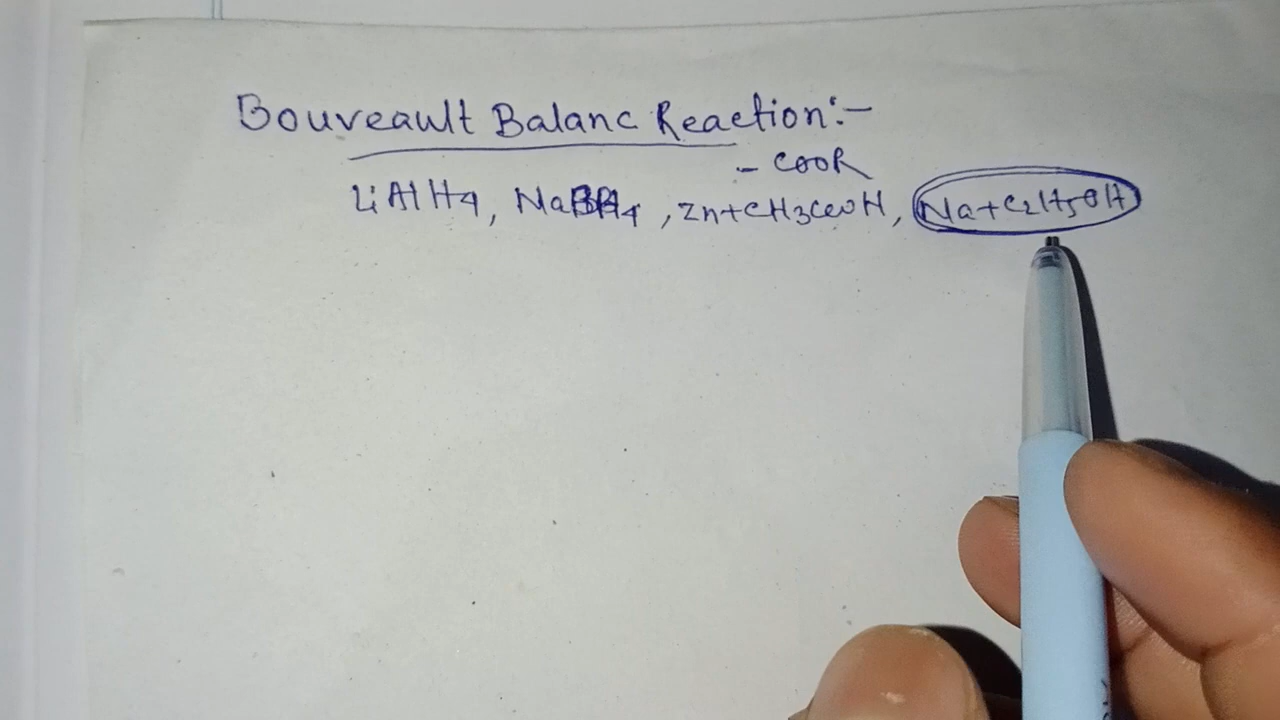 Bouveault Balanc Reaction:-
- COOR
LiAlH4, NaBH4, Zn+CH3COOH, Na+C2H5OH